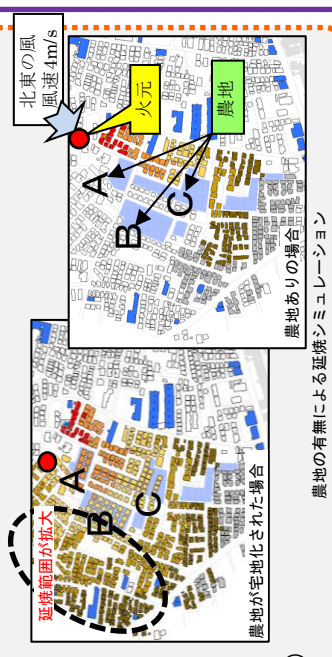 北東の風
風速4m/s
火元
農地
A
B
C
農地ありの場合
延焼範囲が拡大
A
B
C
農地が宅地化された場合
農地の有無による延焼シミュレーション